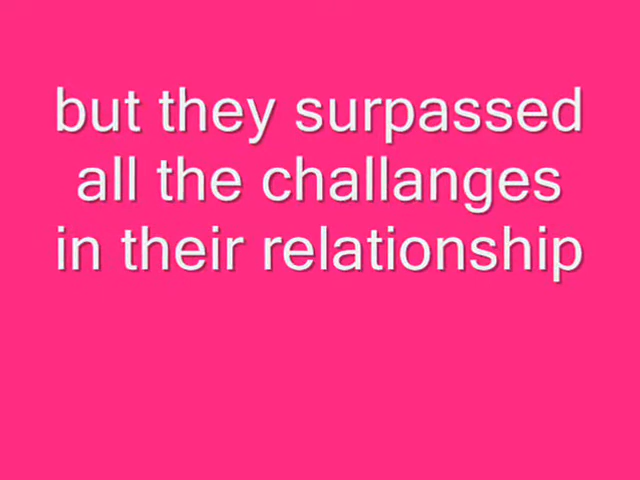 but they surpassed
all the challanges
in their relationship